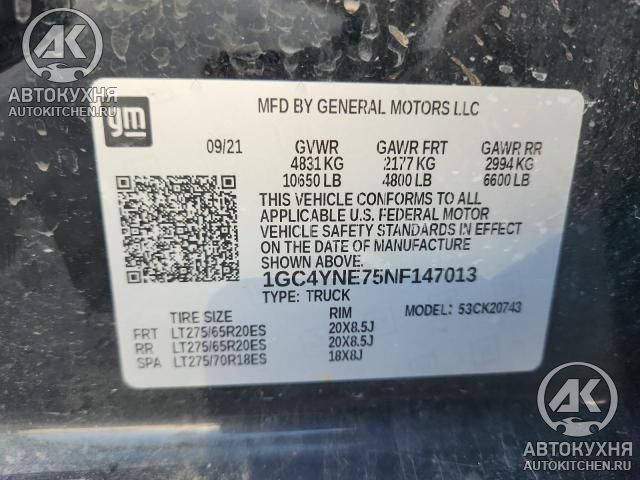 АВТОКУХНЯ
AUTOKITCHEN.RU
gm
MFD BY GENERAL MOTORS LLC
09/21 GVWR GAWR FRT GAWR RR
4831 KG 2177 KG 2994 KG
10650 LB 4800 LB 6600 LB
THIS VEHICLE CONFORMS TO ALL
APPLICABLE U.S. FEDERAL MOTOR
VEHICLE SAFETY STANDARDS IN EFFECT
ON THE DATE OF MANUFACTURE
SHOWN ABOVE.
1GC4YNE75NF147013
TYPE: TRUCK MODEL: 53CK20743
TIRE SIZE RIM
FRT LT275/65R20ES 20X8.5J
RR LT275/65R20ES 20X8.5J
SPA LT275/70R18ES 18X8J
АВТОКУХНЯ
AUTOKITCHEN.RU